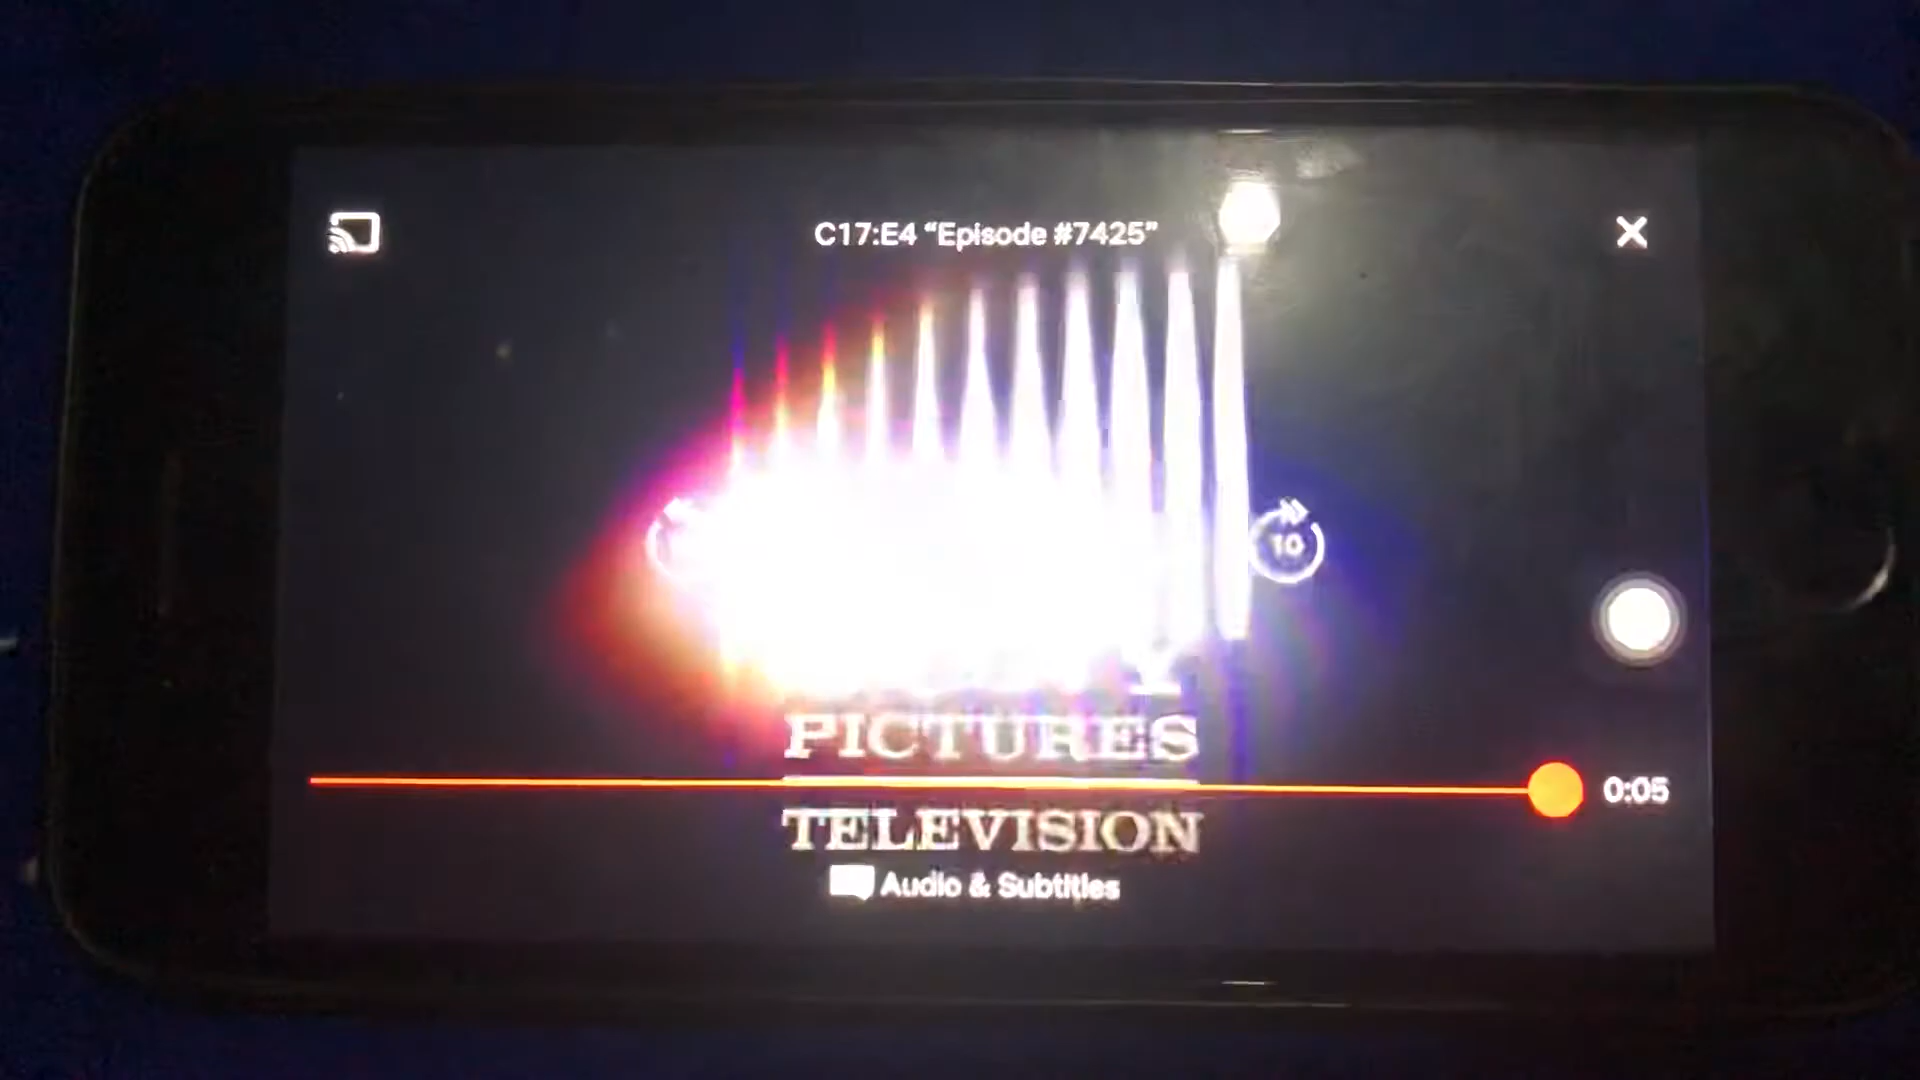 C17:E4 “Episode #7425”
10
PICTURES
0:05
TELEVISION
Audio & Subtitles